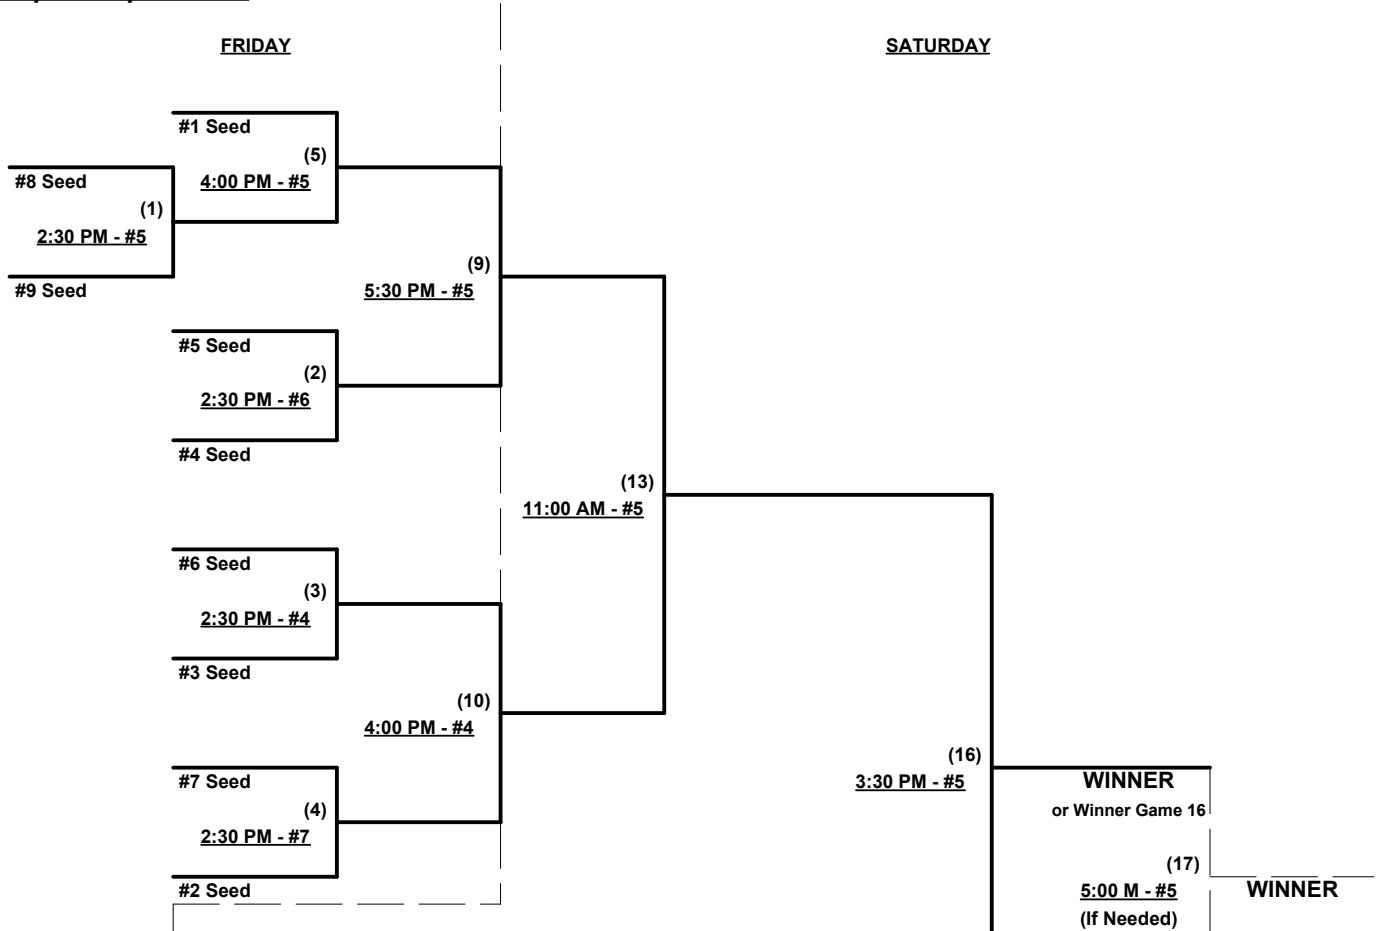 FRIDAY
SATURDAY
#1 Seed
(5)
4:00 PM - #5
#8 Seed
(1)
2:30 PM - #5
#9 Seed
(9)
5:30 PM - #5
#5 Seed
(2)
2:30 PM - #6
#4 Seed
(13)
11:00 AM - #5
#6 Seed
(3)
2:30 PM - #4
#3 Seed
(10)
4:00 PM - #4
#7 Seed
(4)
2:30 PM - #7
#2 Seed
(16)
3:30 PM - #5
WINNER
or Winner Game 16
(17)
5:00 M - #5
(If Needed)
WINNER